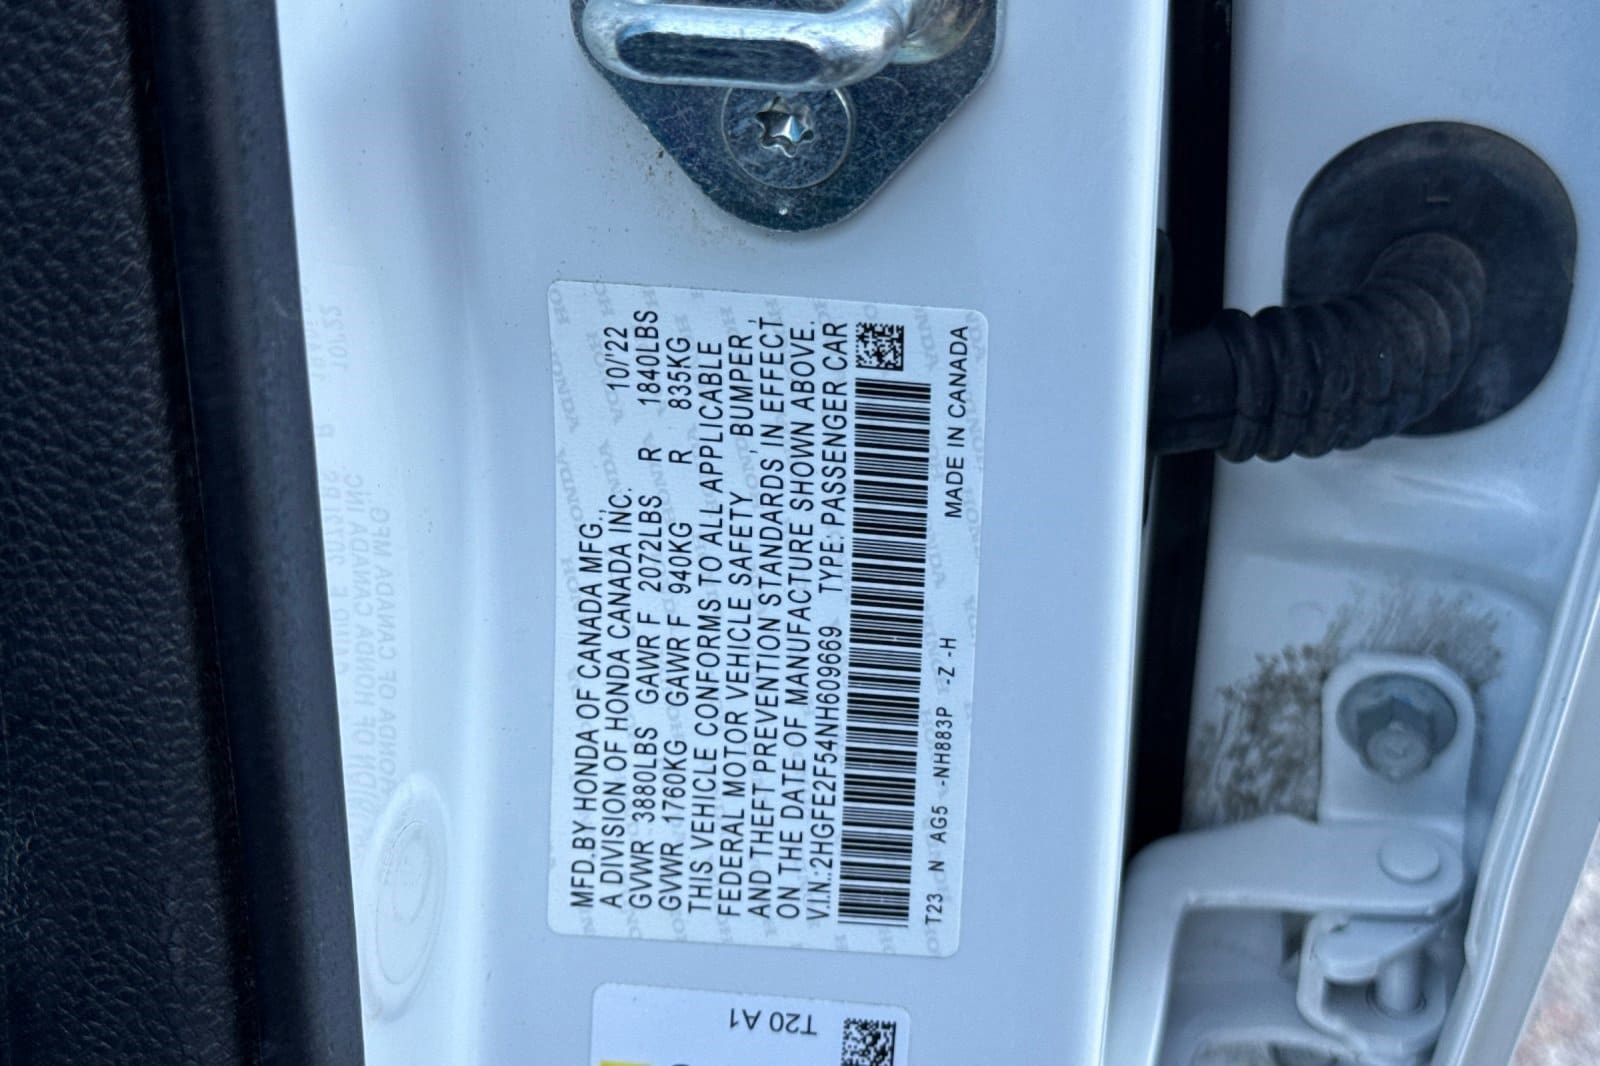 MFD.BY HONDA OF CANADA MFG.,
A DIVISION OF HONDA CANADA INC. 10/'22
GVWR 3880LBS GAWR F 2072LBS R 1840LBS
GVWR 1760KG GAWR F 940KG R 835KG
THIS VEHICLE CONFORMS TO ALL APPLICABLE
FEDERAL MOTOR VEHICLE SAFETY, BUMPER,
AND THEFT PREVENTION STANDARDS IN EFFECT
ON THE DATE OF MANUFACTURE SHOWN ABOVE.
V.I.N.:2HGFE2F54NH609669 TYPE: PASSENGER CAR
T23 N AG5 -NH883P -Z -H MADE IN CANADA
T20 A1